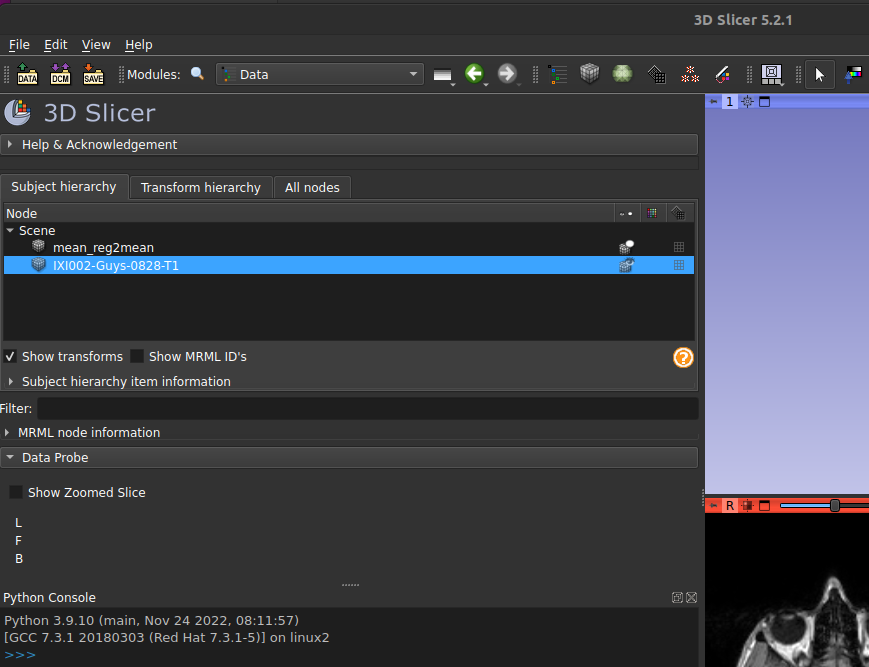 3D Slicer 5.2.1
File Edit View Help
DATA DCM SAVE Modules: Data
3D Slicer
1
Help & Acknowledgement
Subject hierarchy Transform hierarchy All nodes
Node
Scene
mean_reg2mean
IXI002-Guys-0828-T1
Show transforms Show MRML ID's
Subject hierarchy item information
Filter:
MRML node information
Data Probe
Show Zoomed Slice
R
L
F
B
Python Console
Python 3.9.10 (main, Nov 24 2022, 08:11:57)
[GCC 7.3.1 20180303 (Red Hat 7.3.1-5)] on linux2
>>>